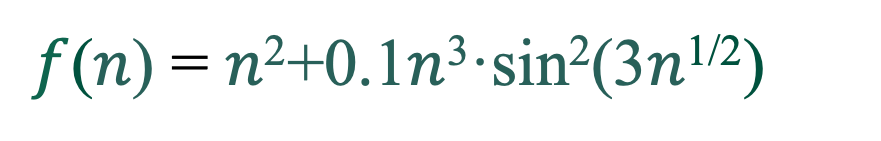 f(n) = n²+0.1n³·sin²(3n^{1/2})